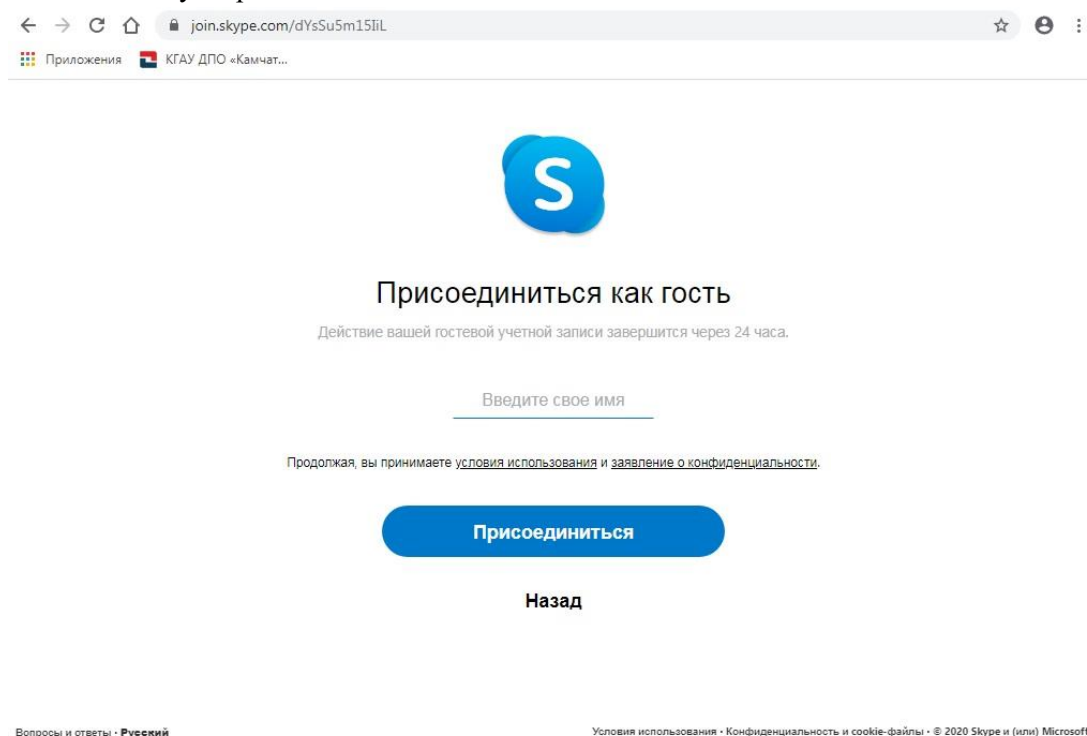 join.skype.com/dYsSu5m15IiL
Приложения КГАУ ДПО «Камчат...
S
Присоединиться как гость
Действие вашей гостевой учетной записи завершится через 24 часа.
Введите свое имя
Продолжая, вы принимаете условия использования и заявление о конфиденциальности.
Присоединиться
Назад
Вопросы и ответы · Русский Условия использования · Конфиденциальность и cookie-файлы · © 2020 Skype и (или) Microsoft